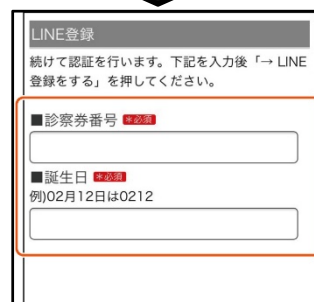 LINE登録
続けて認証を行います。下記を入力後「→ LINE
登録をする」を押してください。
■診察券番号 *必須
■誕生日 *必須
例)02月12日は0212